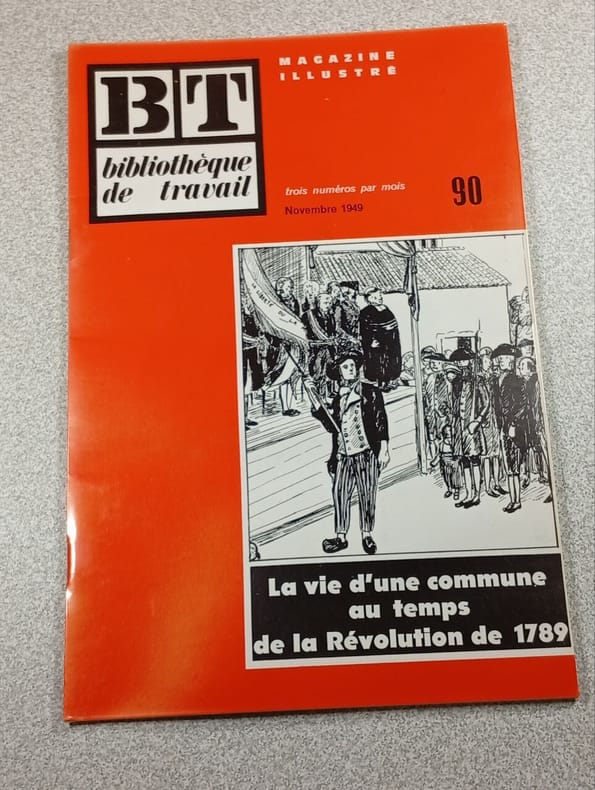 BT
bibliothèque
de travail
MAGAZINE
ILLUSTRÉ
trois numéros par mois
Novembre 1949
90
La vie d'une commune
au temps
de la Révolution de 1789